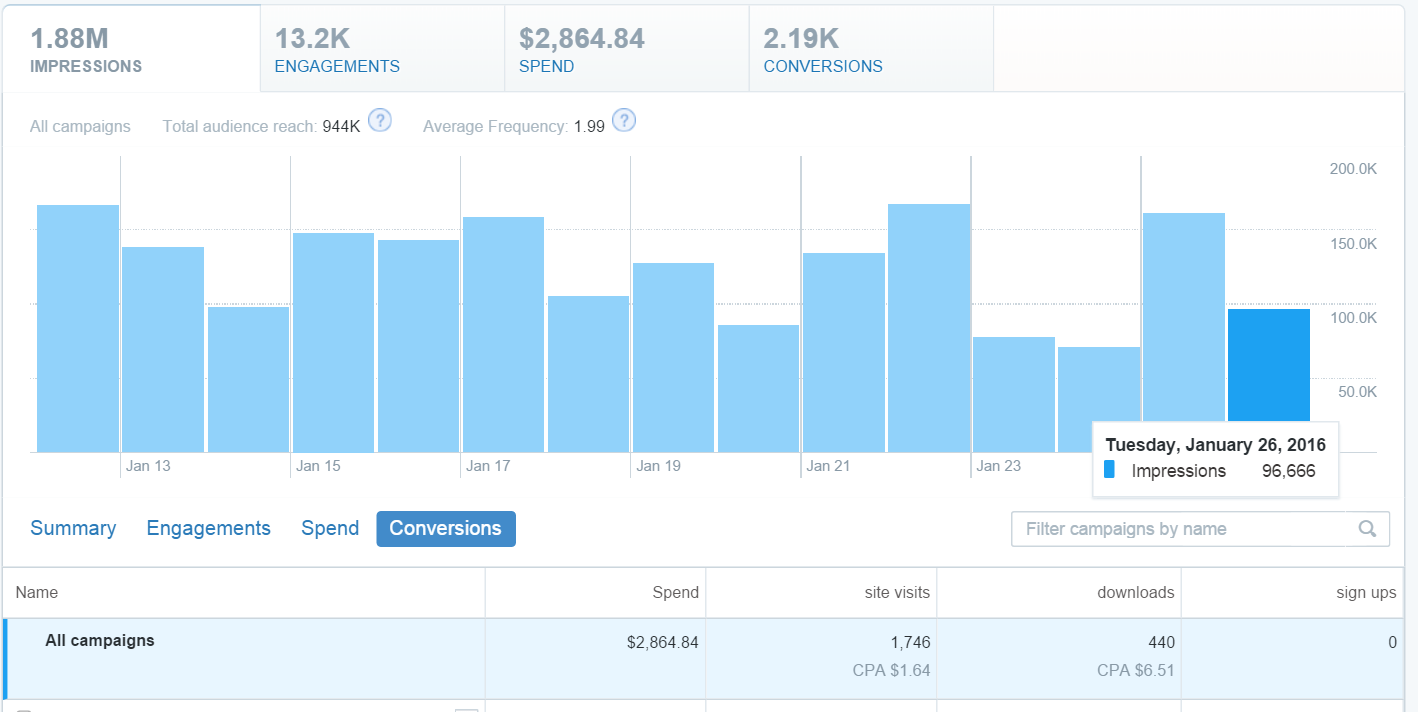 1.88M 13.2K $2,864.84 2.19K
IMPRESSIONS ENGAGEMENTS SPEND CONVERSIONS
All campaigns Total audience reach: 944K ? Average Frequency: 1.99 ?
200.0K
150.0K
100.0K
50.0K
Tuesday, January 26, 2016
Jan 13 Jan 15 Jan 17 Jan 19 Jan 21 Jan 23
Impressions 96,666
Summary Engagements Spend Conversions Filter campaigns by name
Name Spend site visits downloads sign ups
All campaigns $2,864.84 1,746 440 0
CPA $1.64 CPA $6.51